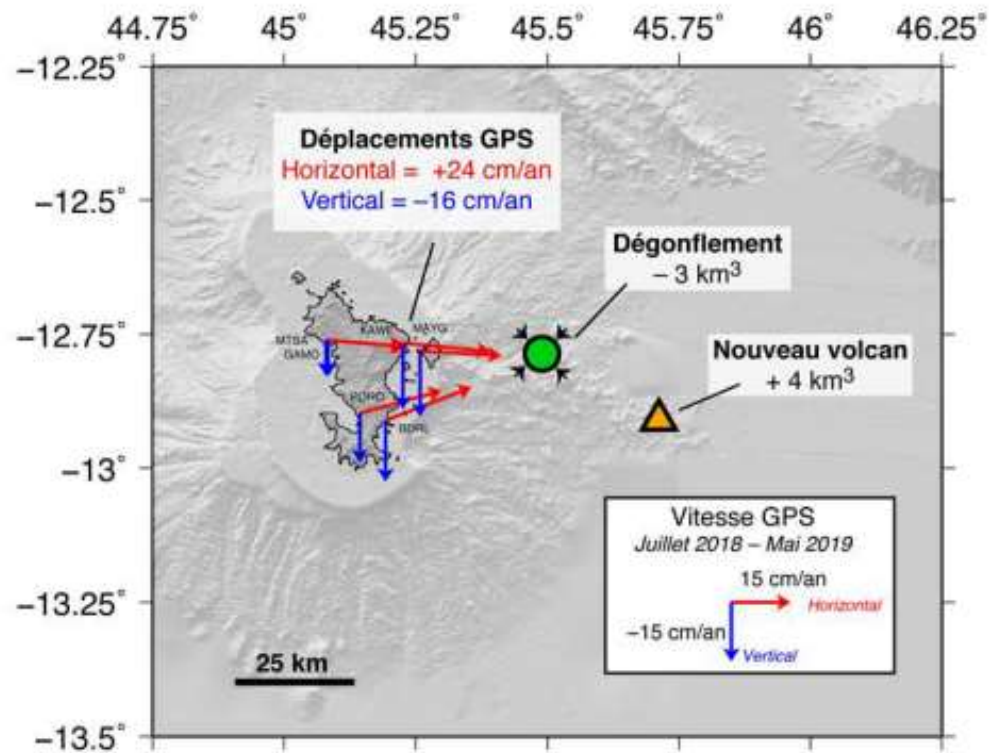 44.75° 45° 45.25° 45.5° 45.75° 46° 46.25°
−12.25°
−12.5°
−12.75°
−13°
−13.25°
−13.5°
Déplacements GPS
Horizontal = +24 cm/an
Vertical = −16 cm/an
Dégonflement
− 3 km³
Nouveau volcan
+ 4 km³
MTSA
GAMO
KAWE
MAYG
PORO
BDRL
Vitesse GPS
Juillet 2018 – Mai 2019
15 cm/an
Horizontal
−15 cm/an
Vertical
25 km